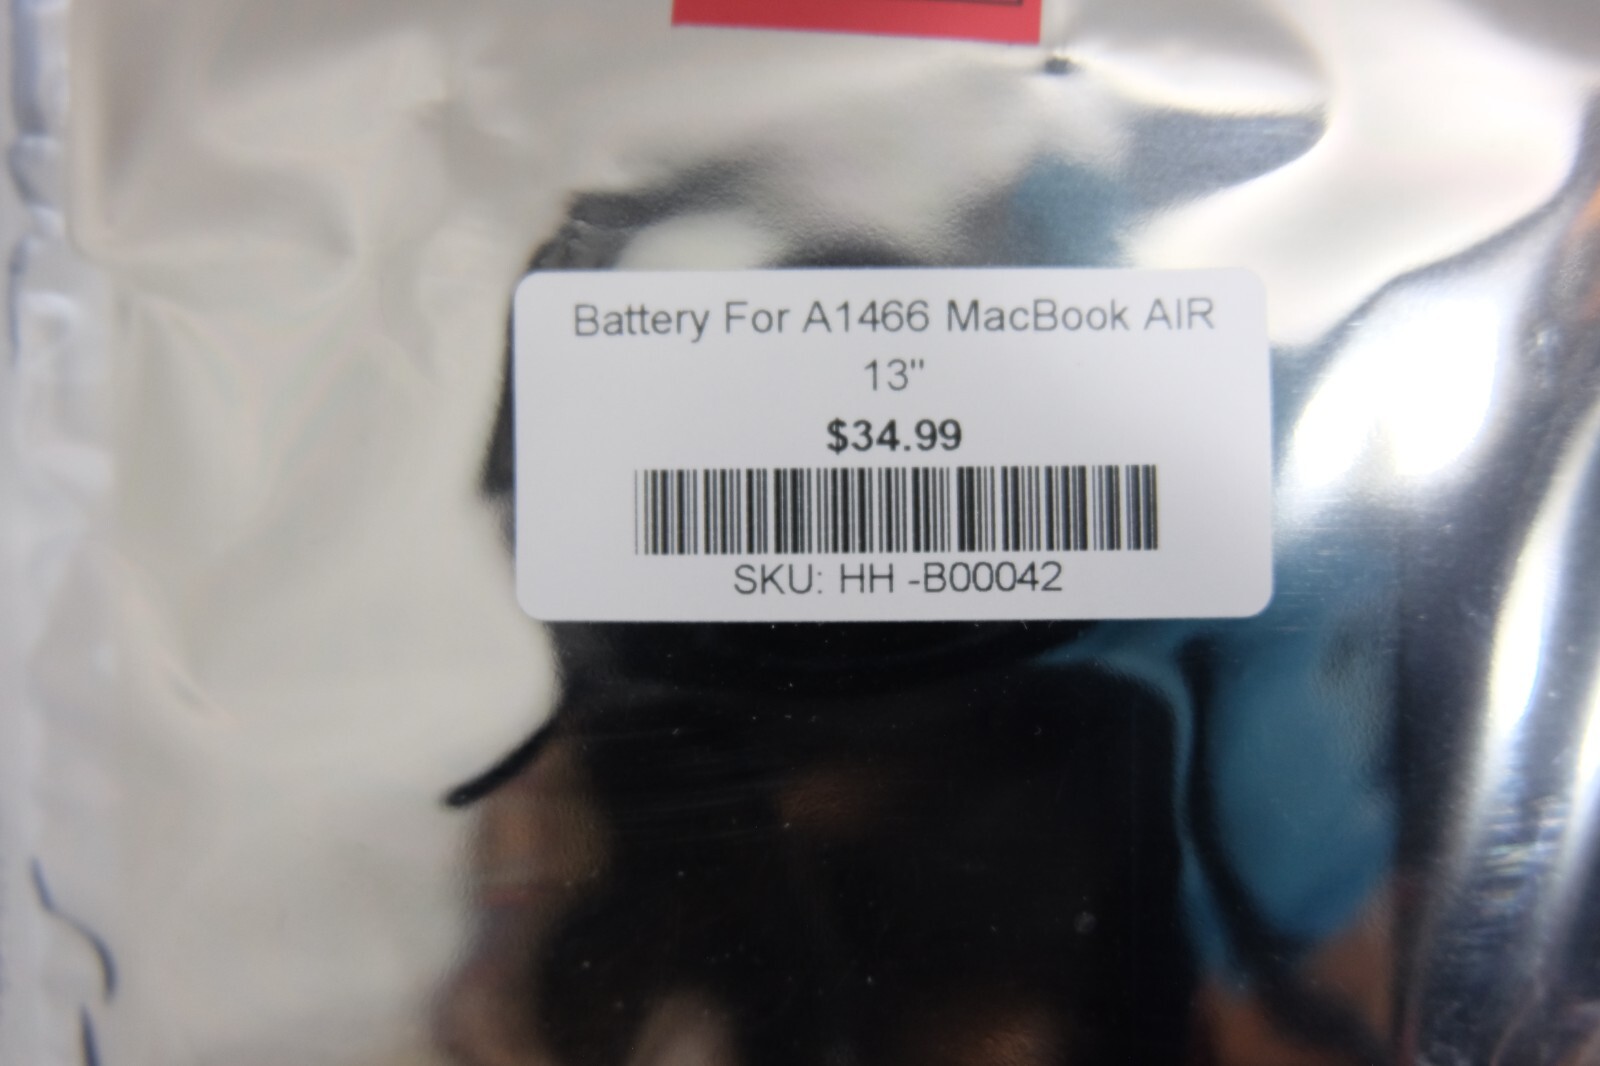 Battery For A1466 MacBook AIR
13"
$34.99
SKU: HH -B00042